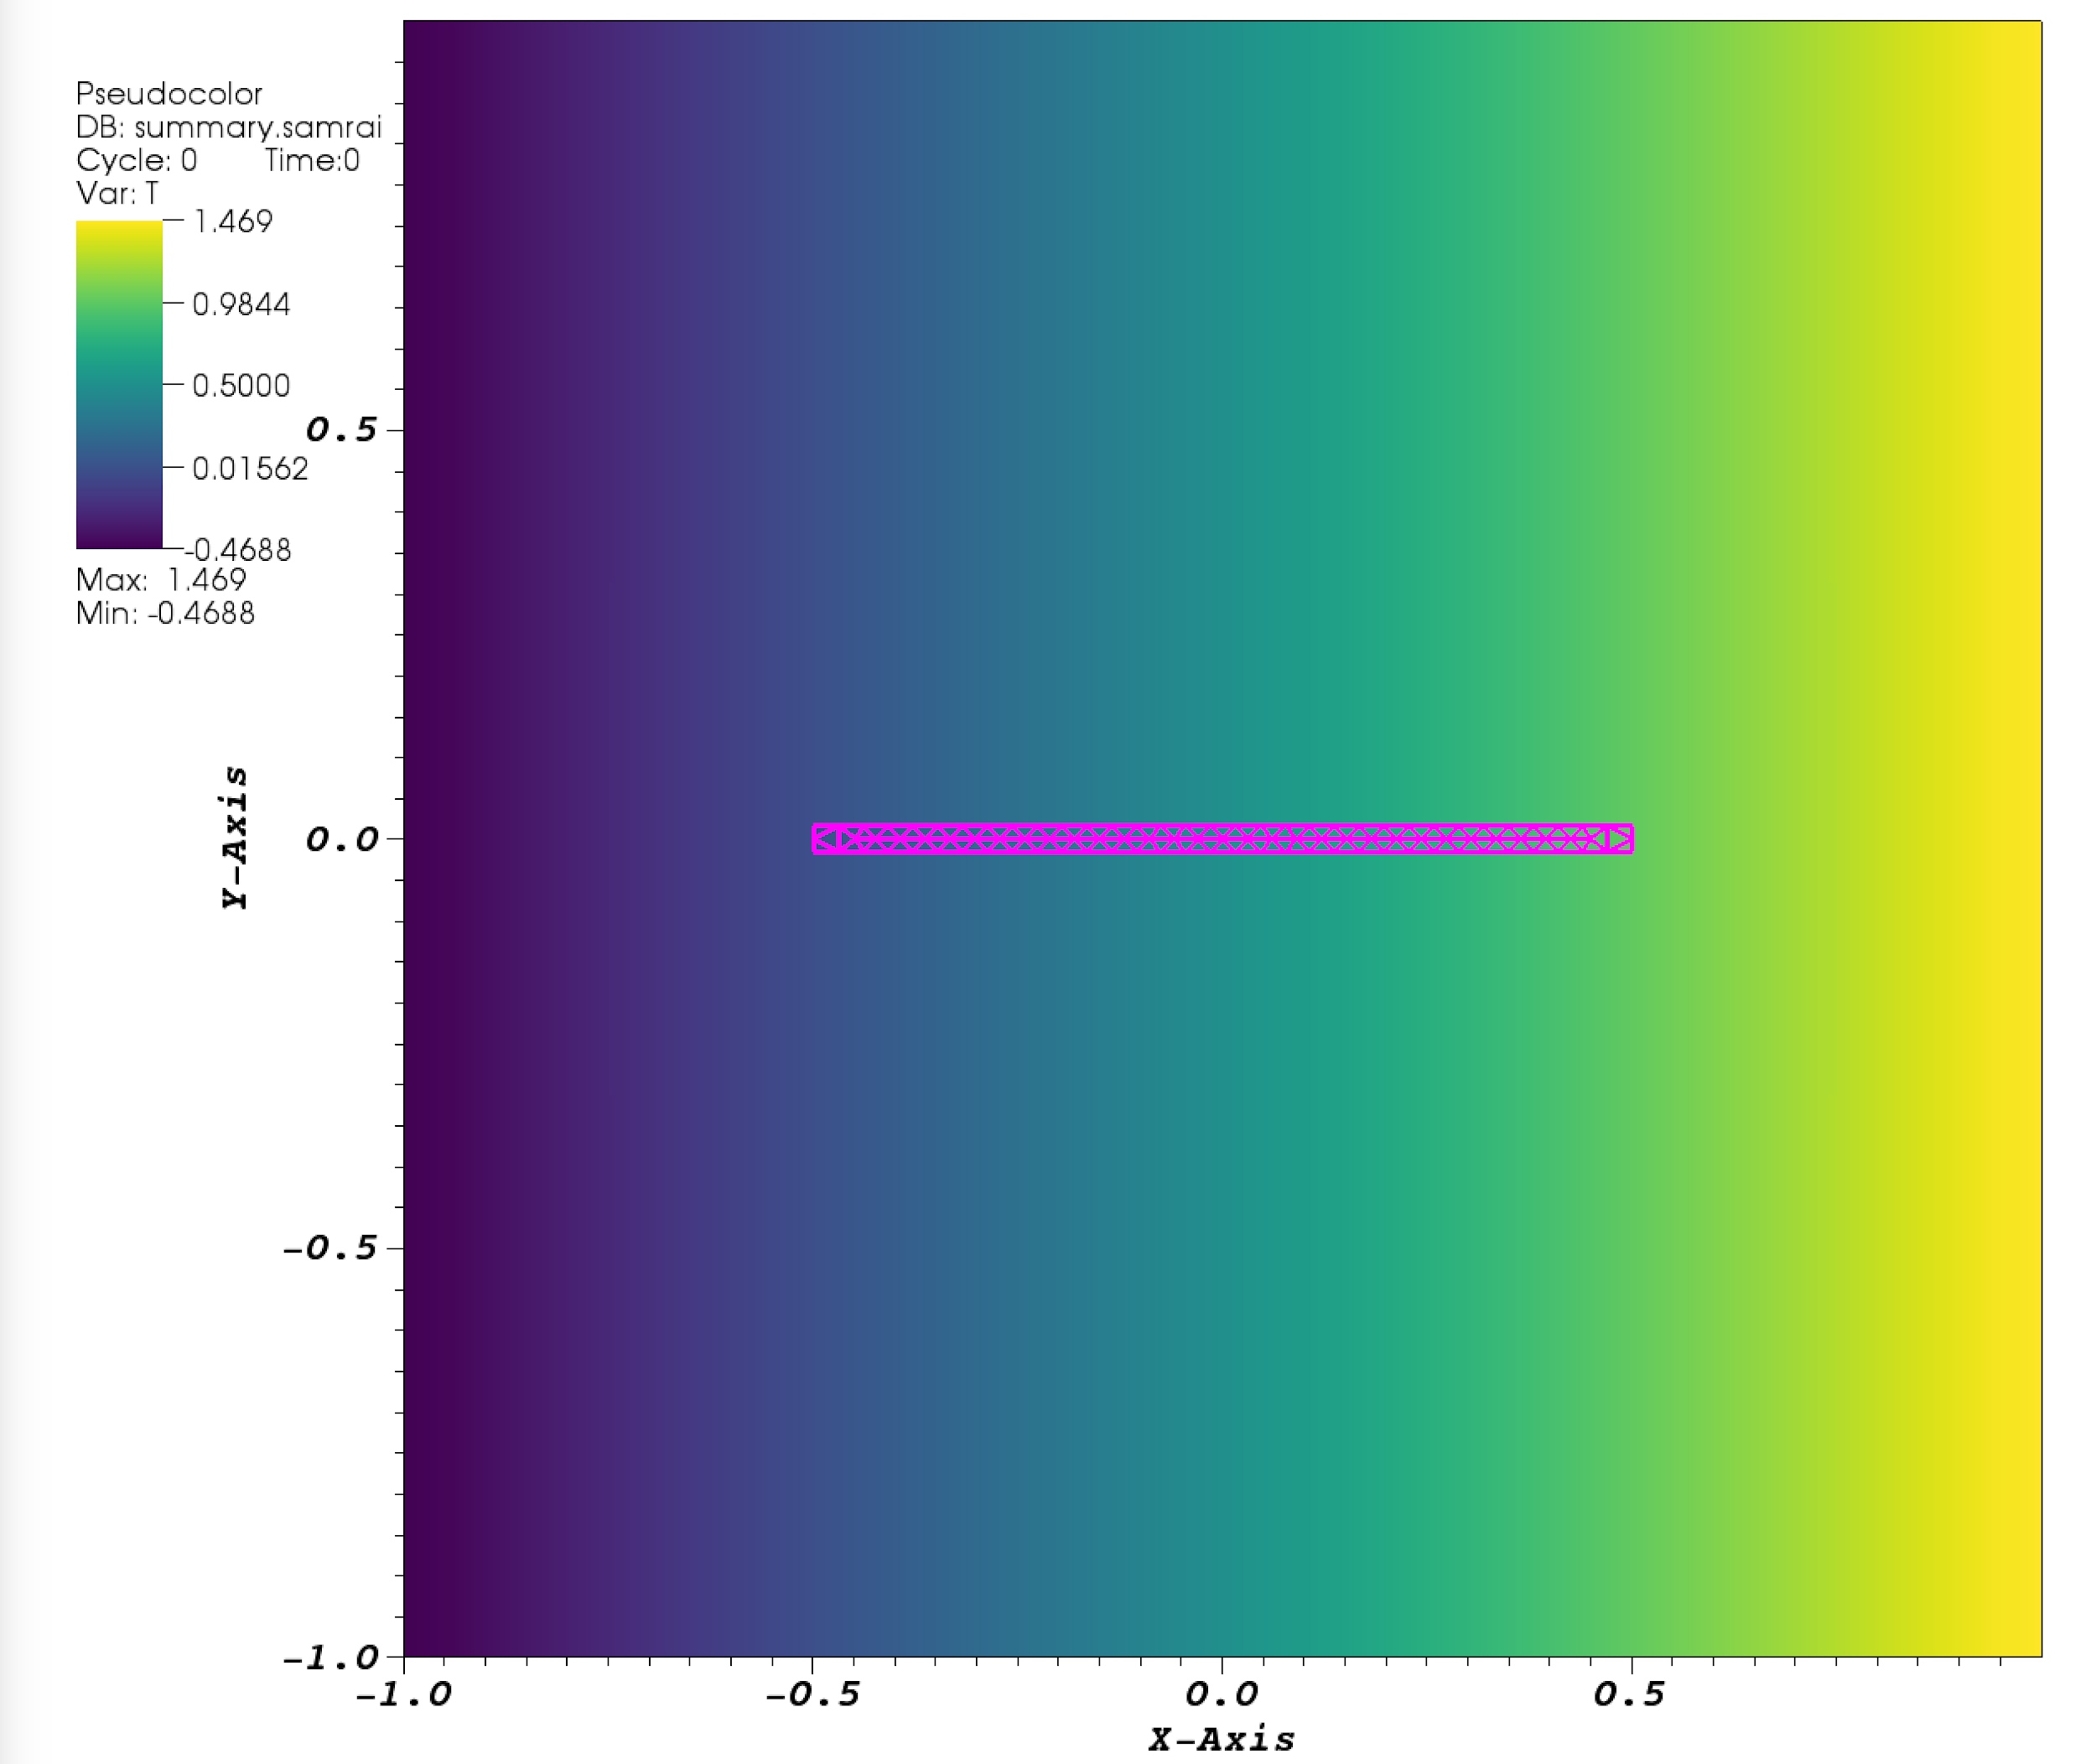 Pseudocolor
DB: summary.samrai
Cycle: 0 Time:0
Var: T
1.469
0.9844
0.5000
0.01562
-0.4688
Max: 1.469
Min: -0.4688
0.5
0.0
-0.5
-1.0
Y-Axis
-1.0 -0.5 0.0 0.5
X-Axis